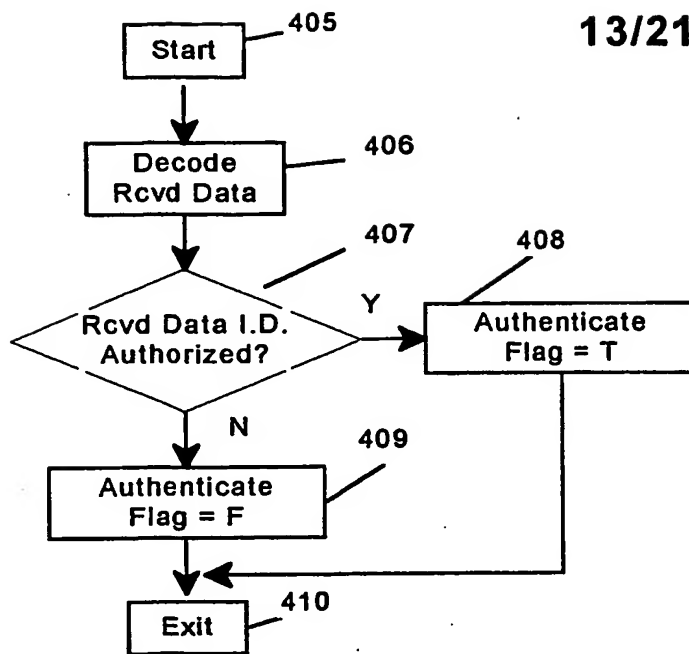 13/21
405
Start
406
Decode
Rcvd Data
407
408
Rcvd Data I.D.
Authorized?
Y
Authenticate
Flag = T
N
409
Authenticate
Flag = F
410
Exit